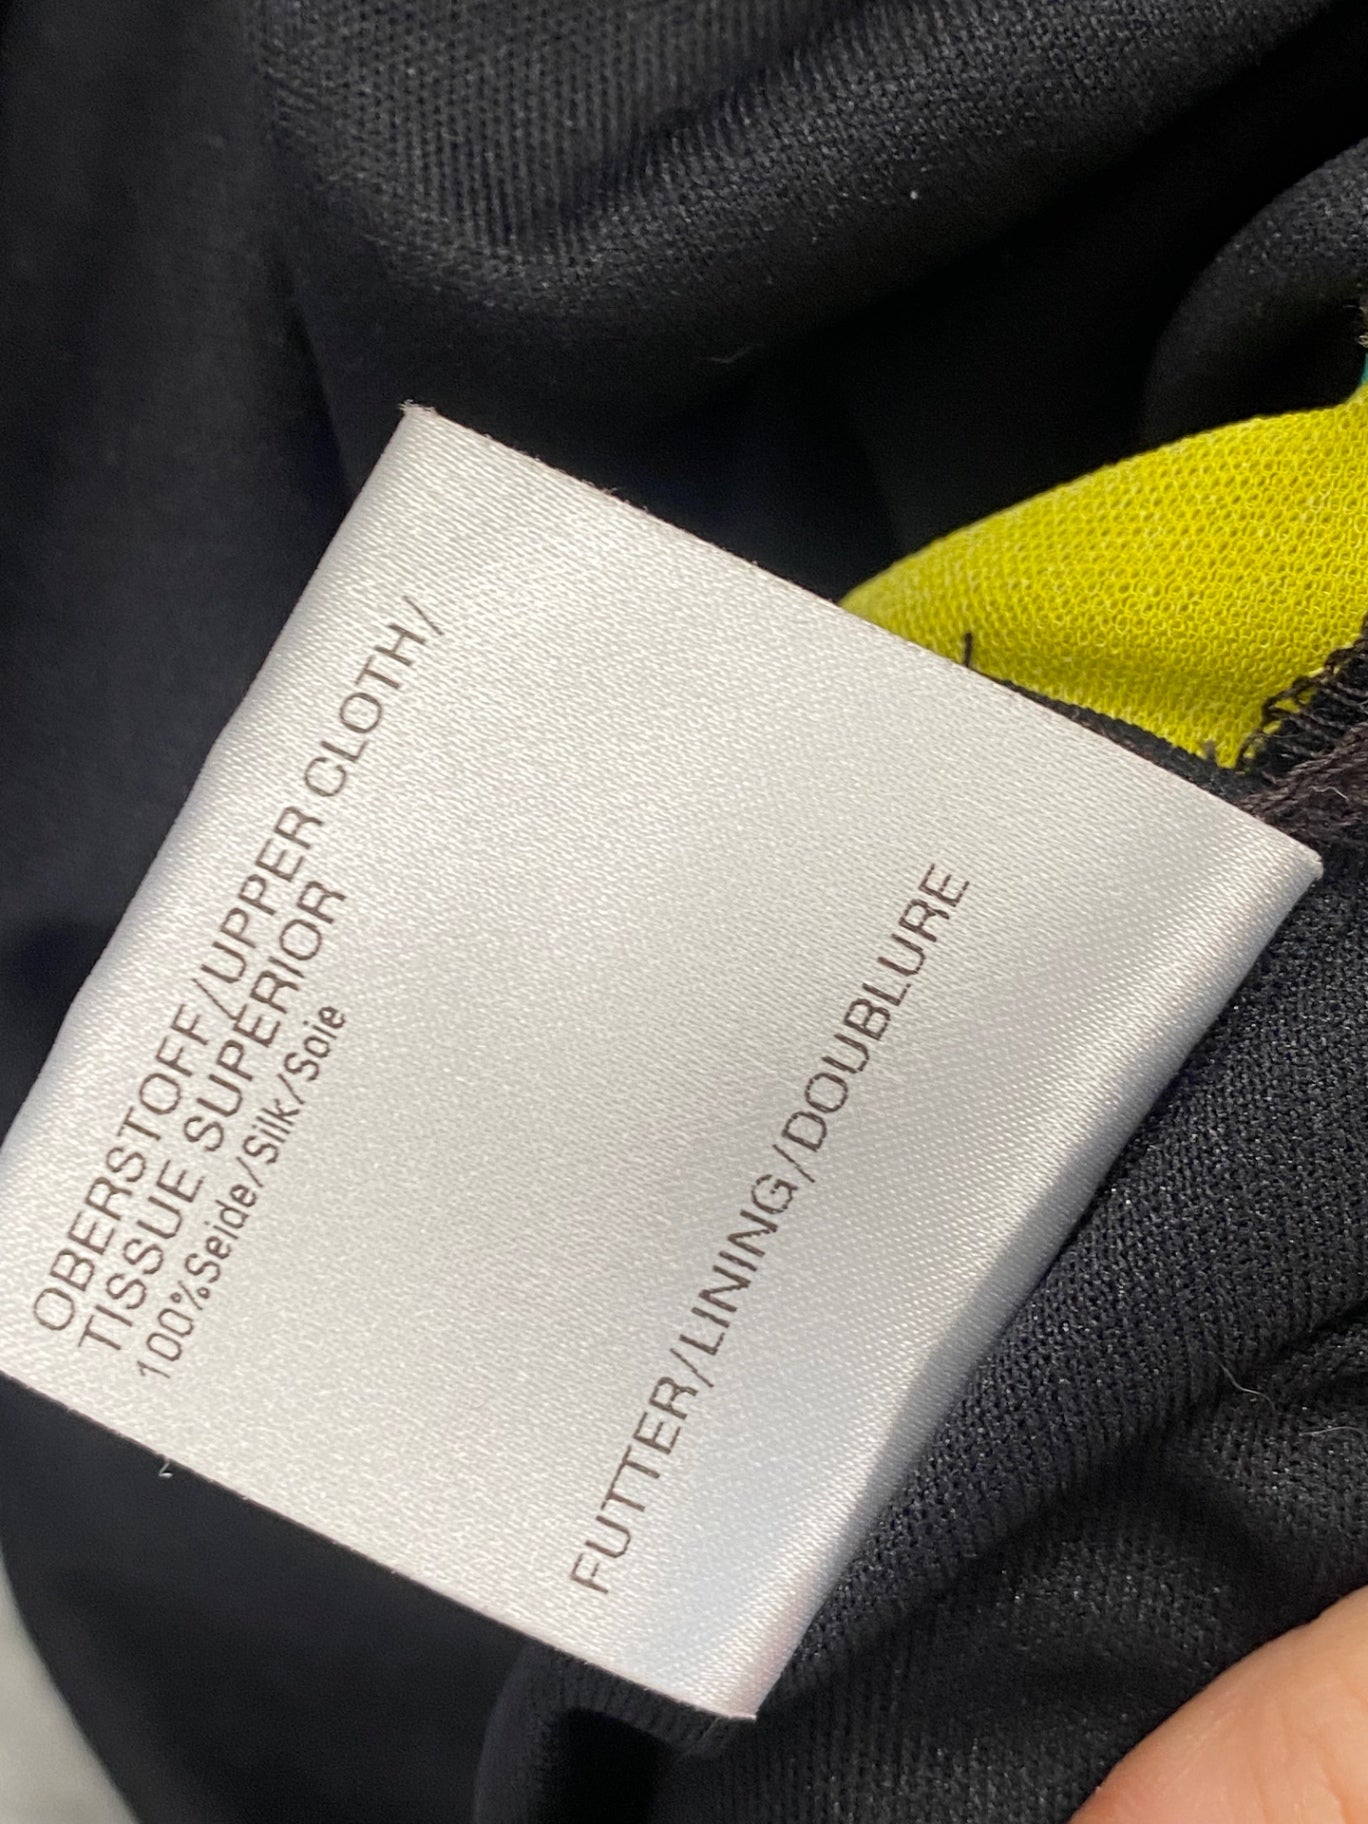 OBERSTOFF/UPPER CLOTH/
TISSUE SUPERIOR
100%Seide/Silk/Soie
FUTTER/LINING/DOUBLURE